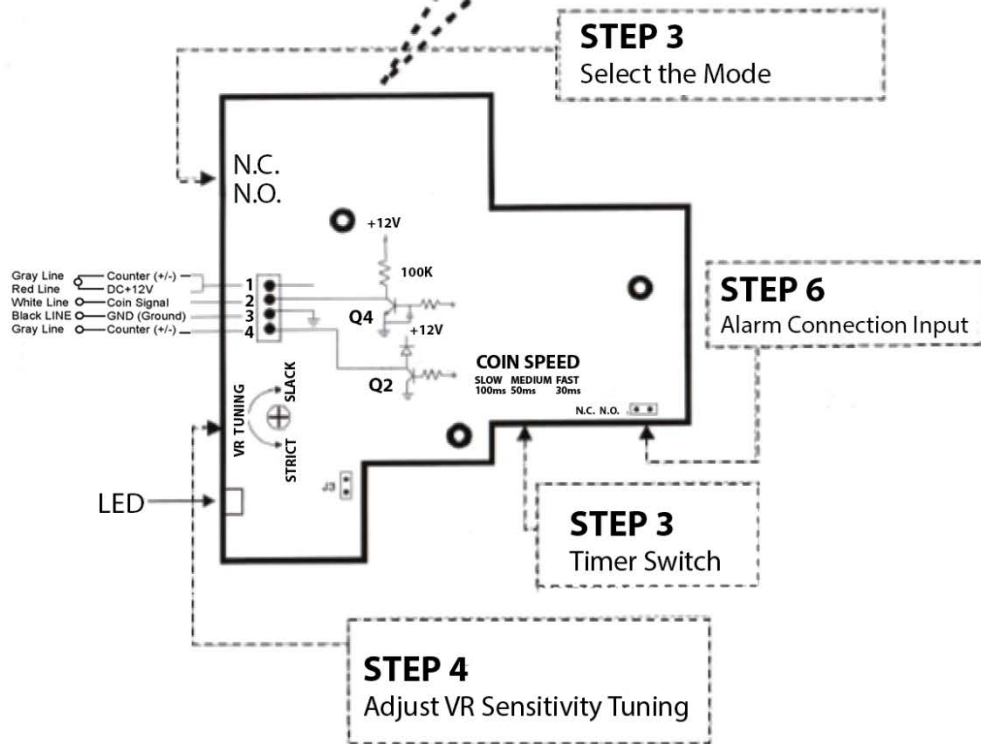 STEP 3
Select the Mode
N.C.
N.O.
+12V
100K
Gray Line Counter (+/-)
Red Line DC+12V
White Line Coin Signal
Black LINE GND (Ground)
Gray Line Counter (+/-)
1
2
3
4
Q4
+12V
Q2
STEP 6
Alarm Connection Input
COIN SPEED
SLOW MEDIUM FAST
100ms 50ms 30ms
N.C. N.O.
VR TUNING
SLACK
STRICT
J3
LED
STEP 3
Timer Switch
STEP 4
Adjust VR Sensitivity Tuning